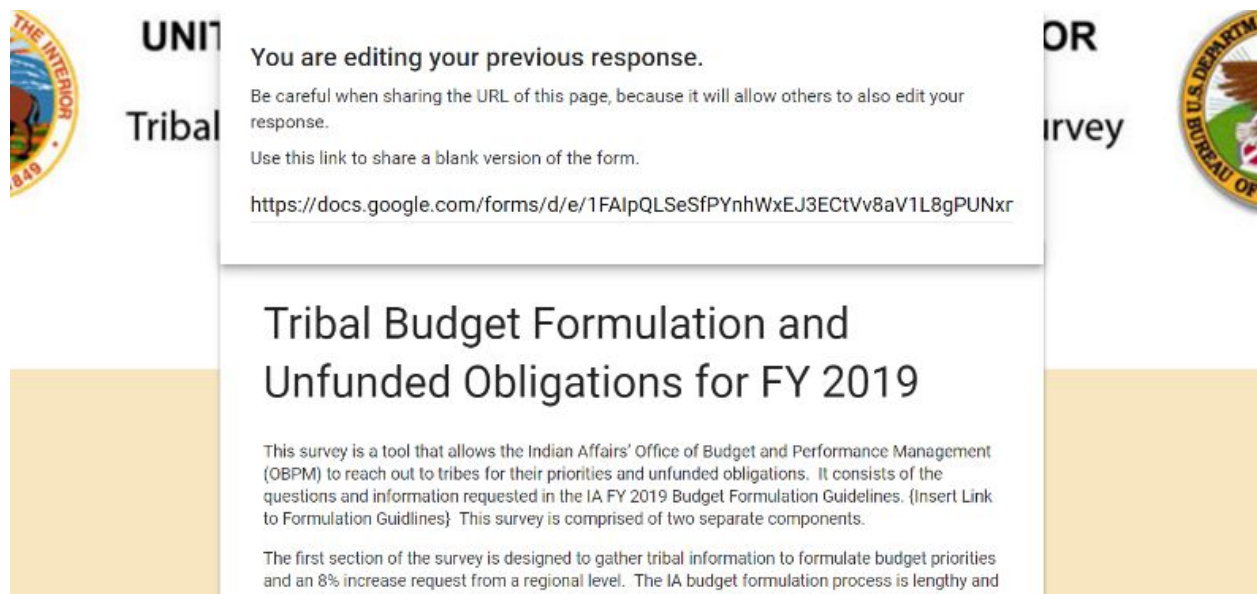 THE INTERIOR
1849
UNIT
OR
Tribal
rvey
U.S. DEPARTM
BUREAU OF
You are editing your previous response.
Be careful when sharing the URL of this page, because it will allow others to also edit your
response.
Use this link to share a blank version of the form.
https://docs.google.com/forms/d/e/1FAIpQLSeSfPYnhWxEJ3ECtVv8aV1L8gPUNxr
Tribal Budget Formulation and
Unfunded Obligations for FY 2019
This survey is a tool that allows the Indian Affairs' Office of Budget and Performance Management
(OBPM) to reach out to tribes for their priorities and unfunded obligations. It consists of the
questions and information requested in the IA FY 2019 Budget Formulation Guidelines. {Insert Link
to Formulation Guidlines} This survey is comprised of two separate components.
The first section of the survey is designed to gather tribal information to formulate budget priorities
and an 8% increase request from a regional level. The IA budget formulation process is lengthy and